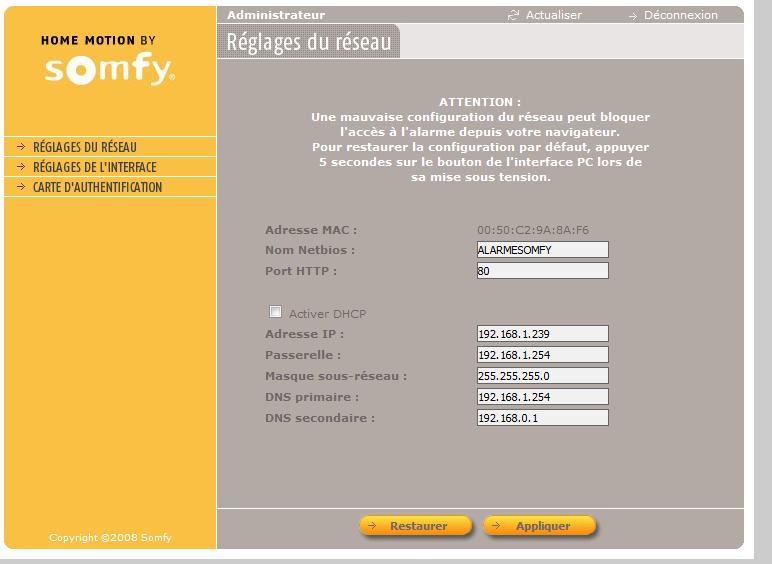 HOME MOTION BY
somfy®
Administrateur
Actualiser
Déconnexion
Réglages du réseau
RÉGLAGES DU RÉSEAU
RÉGLAGES DE L'INTERFACE
CARTE D'AUTHENTIFICATION
ATTENTION :
Une mauvaise configuration du réseau peut bloquer
l'accès à l'alarme depuis votre navigateur.
Pour restaurer la configuration par défaut, appuyer
5 secondes sur le bouton de l'interface PC lors de
sa mise sous tension.
Adresse MAC : 00:50:C2:9A:8A:F6
Nom Netbios : ALARMESOMFY
Port HTTP : 80
Activer DHCP
Adresse IP : 192.168.1.239
Passerelle : 192.168.1.254
Masque sous-réseau : 255.255.255.0
DNS primaire : 192.168.1.254
DNS secondaire : 192.168.0.1
Restaurer
Appliquer
Copyright ©2008 Somfy